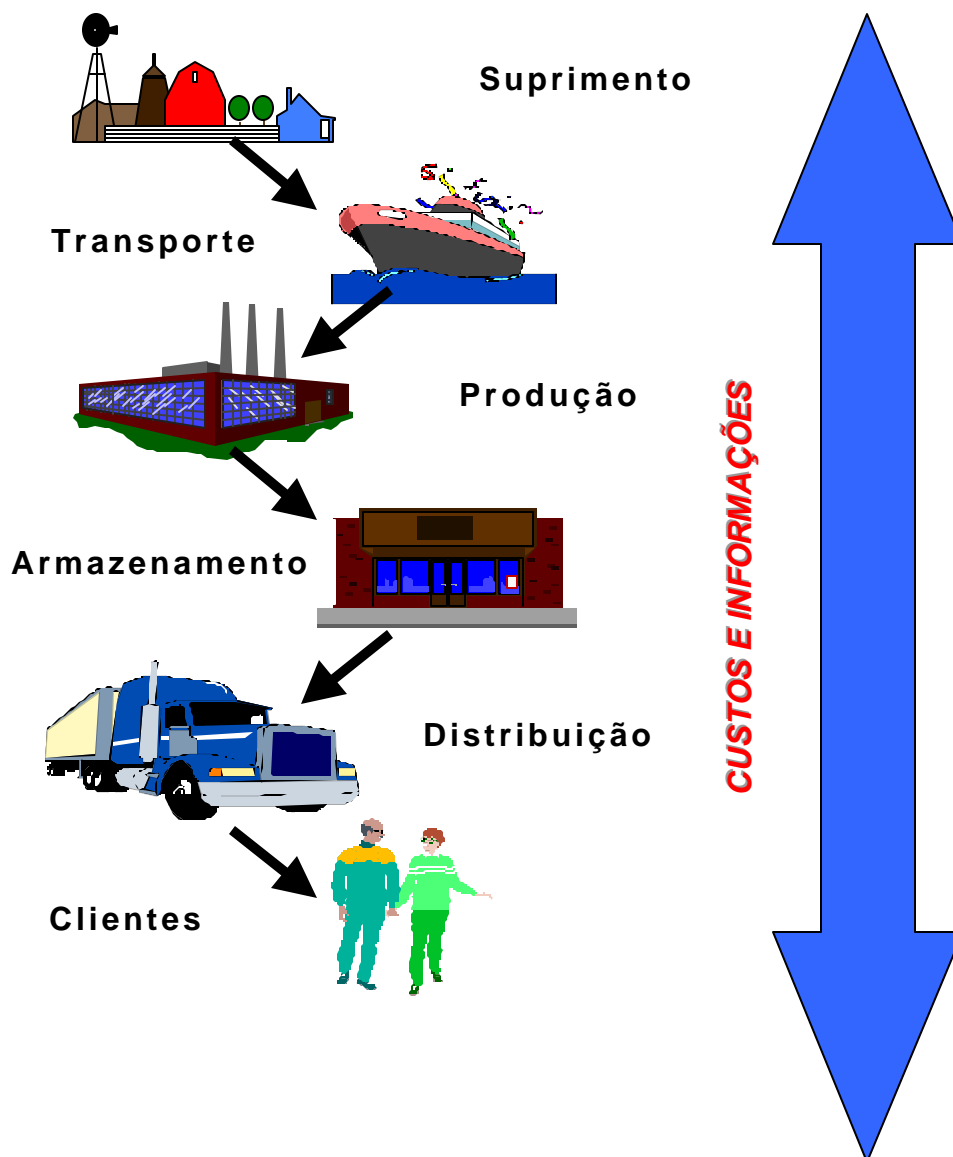 Suprimento
Transporte
Produção
CUSTOS E INFORMAÇÕES
Armazenamento
Distribuição
Clientes